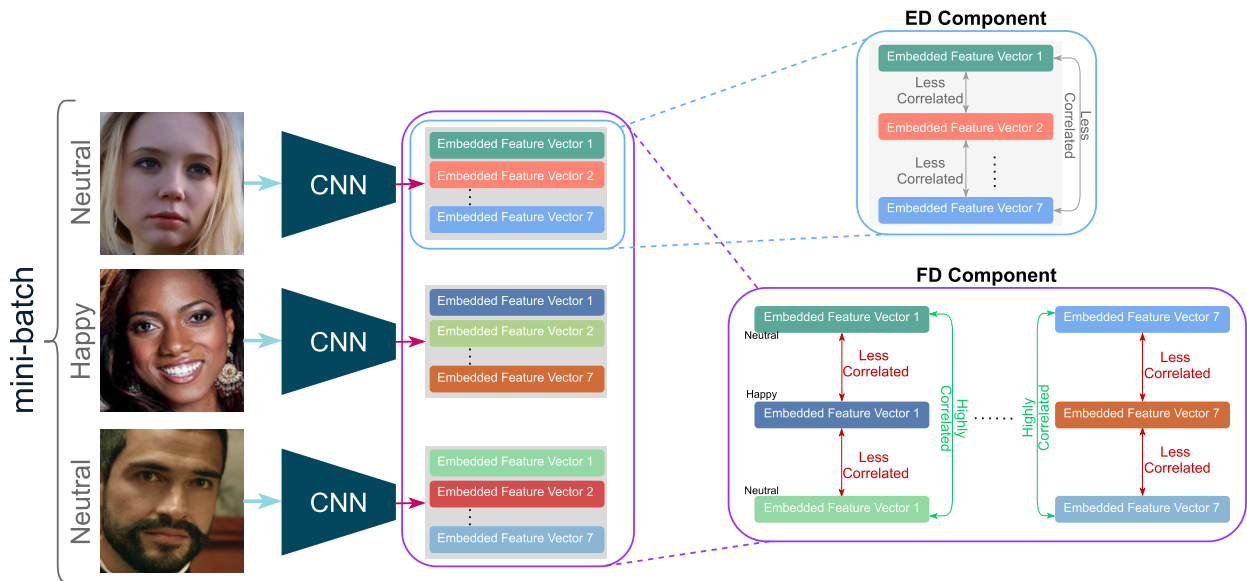 mini-batch
Neutral
CNN
Embedded Feature Vector 1
Embedded Feature Vector 2
Embedded Feature Vector 7
Happy
CNN
Embedded Feature Vector 1
Embedded Feature Vector 2
Embedded Feature Vector 7
Neutral
CNN
Embedded Feature Vector 1
Embedded Feature Vector 2
Embedded Feature Vector 7
ED Component
Embedded Feature Vector 1
Less
Correlated
Embedded Feature Vector 2
Less
Correlated
Embedded Feature Vector 7
Less
Correlated
FD Component
Embedded Feature Vector 1
Neutral
Less
Correlated
Happy
Embedded Feature Vector 1
Less
Correlated
Neutral
Embedded Feature Vector 1
Highly
Correlated
Highly
Correlated
Embedded Feature Vector 7
Less
Correlated
Embedded Feature Vector 7
Less
Correlated
Embedded Feature Vector 7